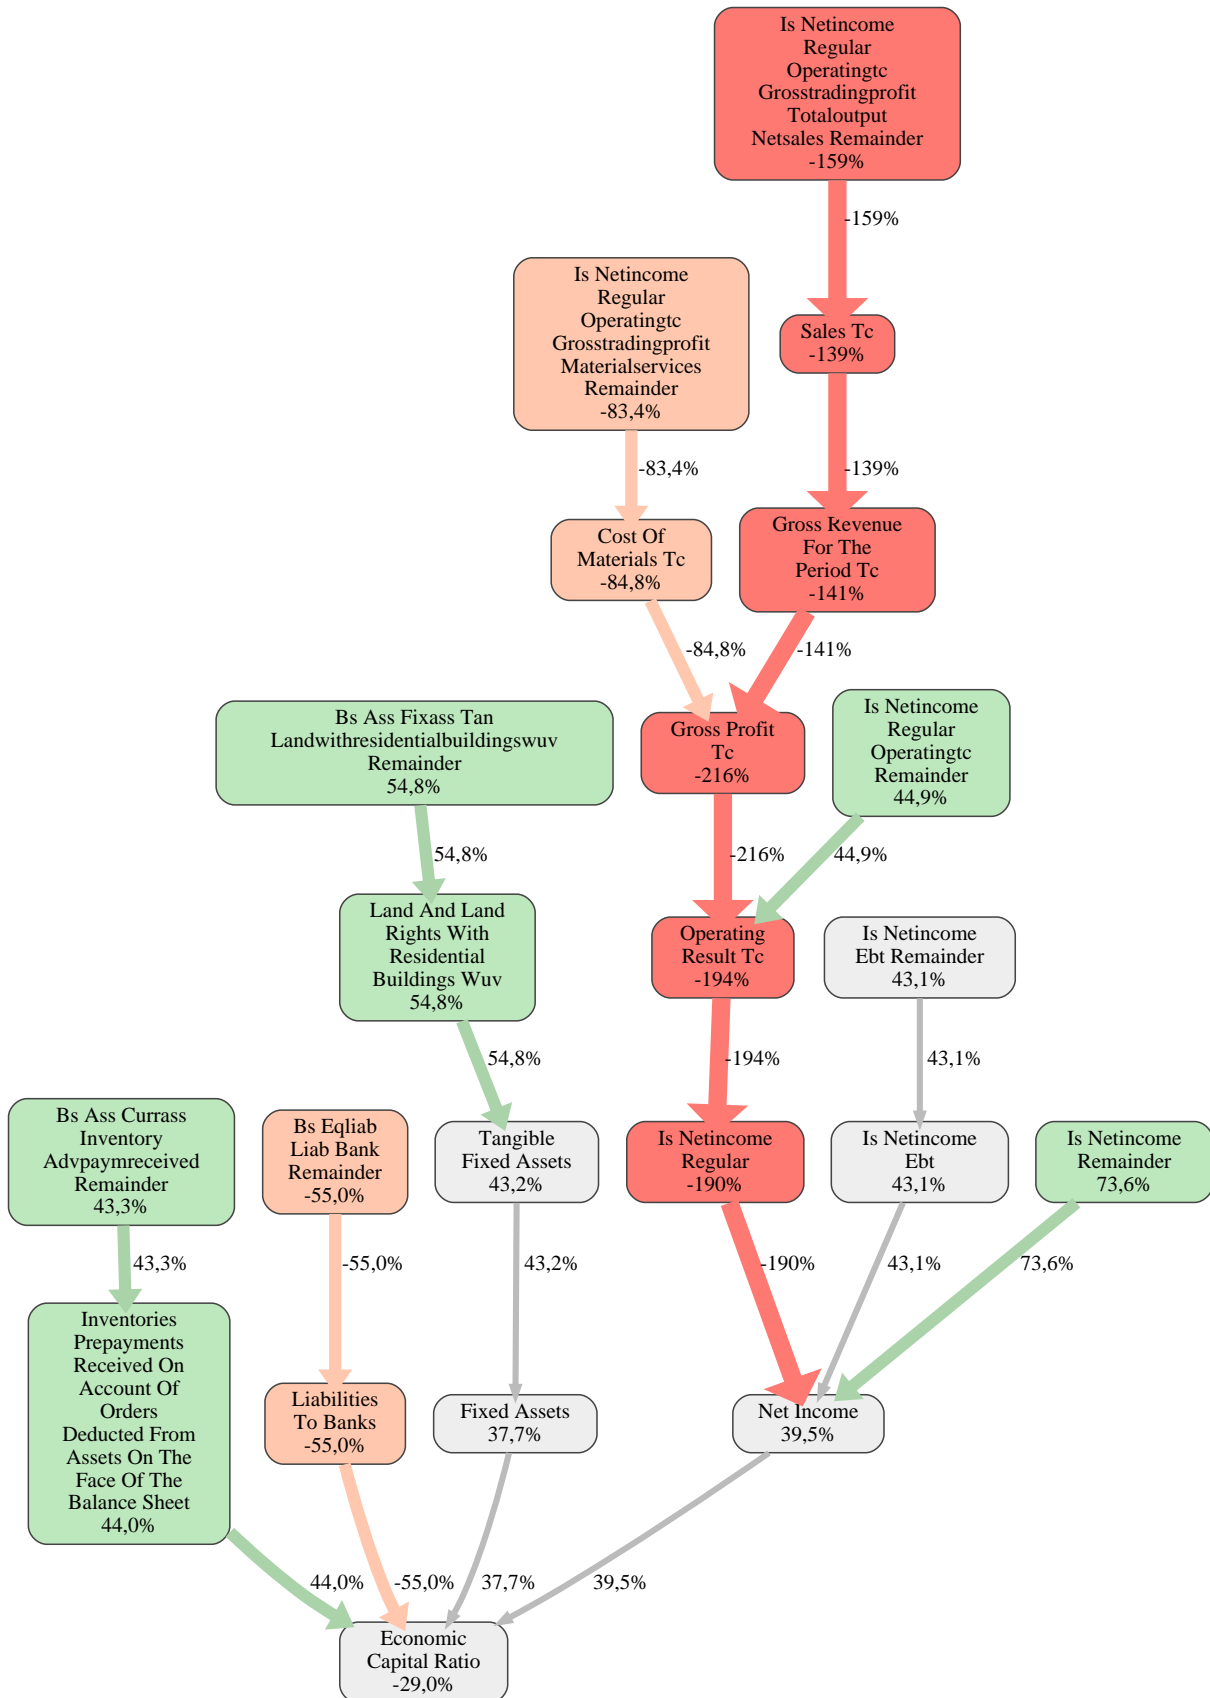 Is Netincome
Regular
Operatingtc
Grosstradingprofit
Totaloutput
Netsales Remainder
-159%
-159%
Is Netincome
Regular
Operatingtc
Grosstradingprofit
Materialservices
Remainder
-83,4%
Sales Tc
-139%
-83,4%
-139%
Cost Of
Materials Tc
-84,8%
Gross Revenue
For The
Period Tc
-141%
-84,8%
-141%
Bs Ass Fixass Tan
Landwithresidentialbuildingswuv
Remainder
54,8%
Gross Profit
Tc
-216%
Is Netincome
Regular
Operatingtc
Remainder
44,9%
54,8%
-216%
44,9%
Land And Land
Rights With
Residential
Buildings Wuv
54,8%
Operating
Result Tc
-194%
Is Netincome
Ebt Remainder
43,1%
54,8%
-194%
43,1%
Bs Ass Currass
Inventory
Advpaymreceived
Remainder
43,3%
Bs Eqliab
Liab Bank
Remainder
-55,0%
Tangible
Fixed Assets
43,2%
Is Netincome
Regular
-190%
Is Netincome
Ebt
43,1%
Is Netincome
Remainder
73,6%
43,3%
-55,0%
43,2%
-190%
43,1%
73,6%
Inventories
Prepayments
Received On
Account Of
Orders
Deducted From
Assets On The
Face Of The
Balance Sheet
44,0%
Liabilities
To Banks
-55,0%
Fixed Assets
37,7%
Net Income
39,5%
44,0%
-55,0%
37,7%
39,5%
Economic
Capital Ratio
-29,0%